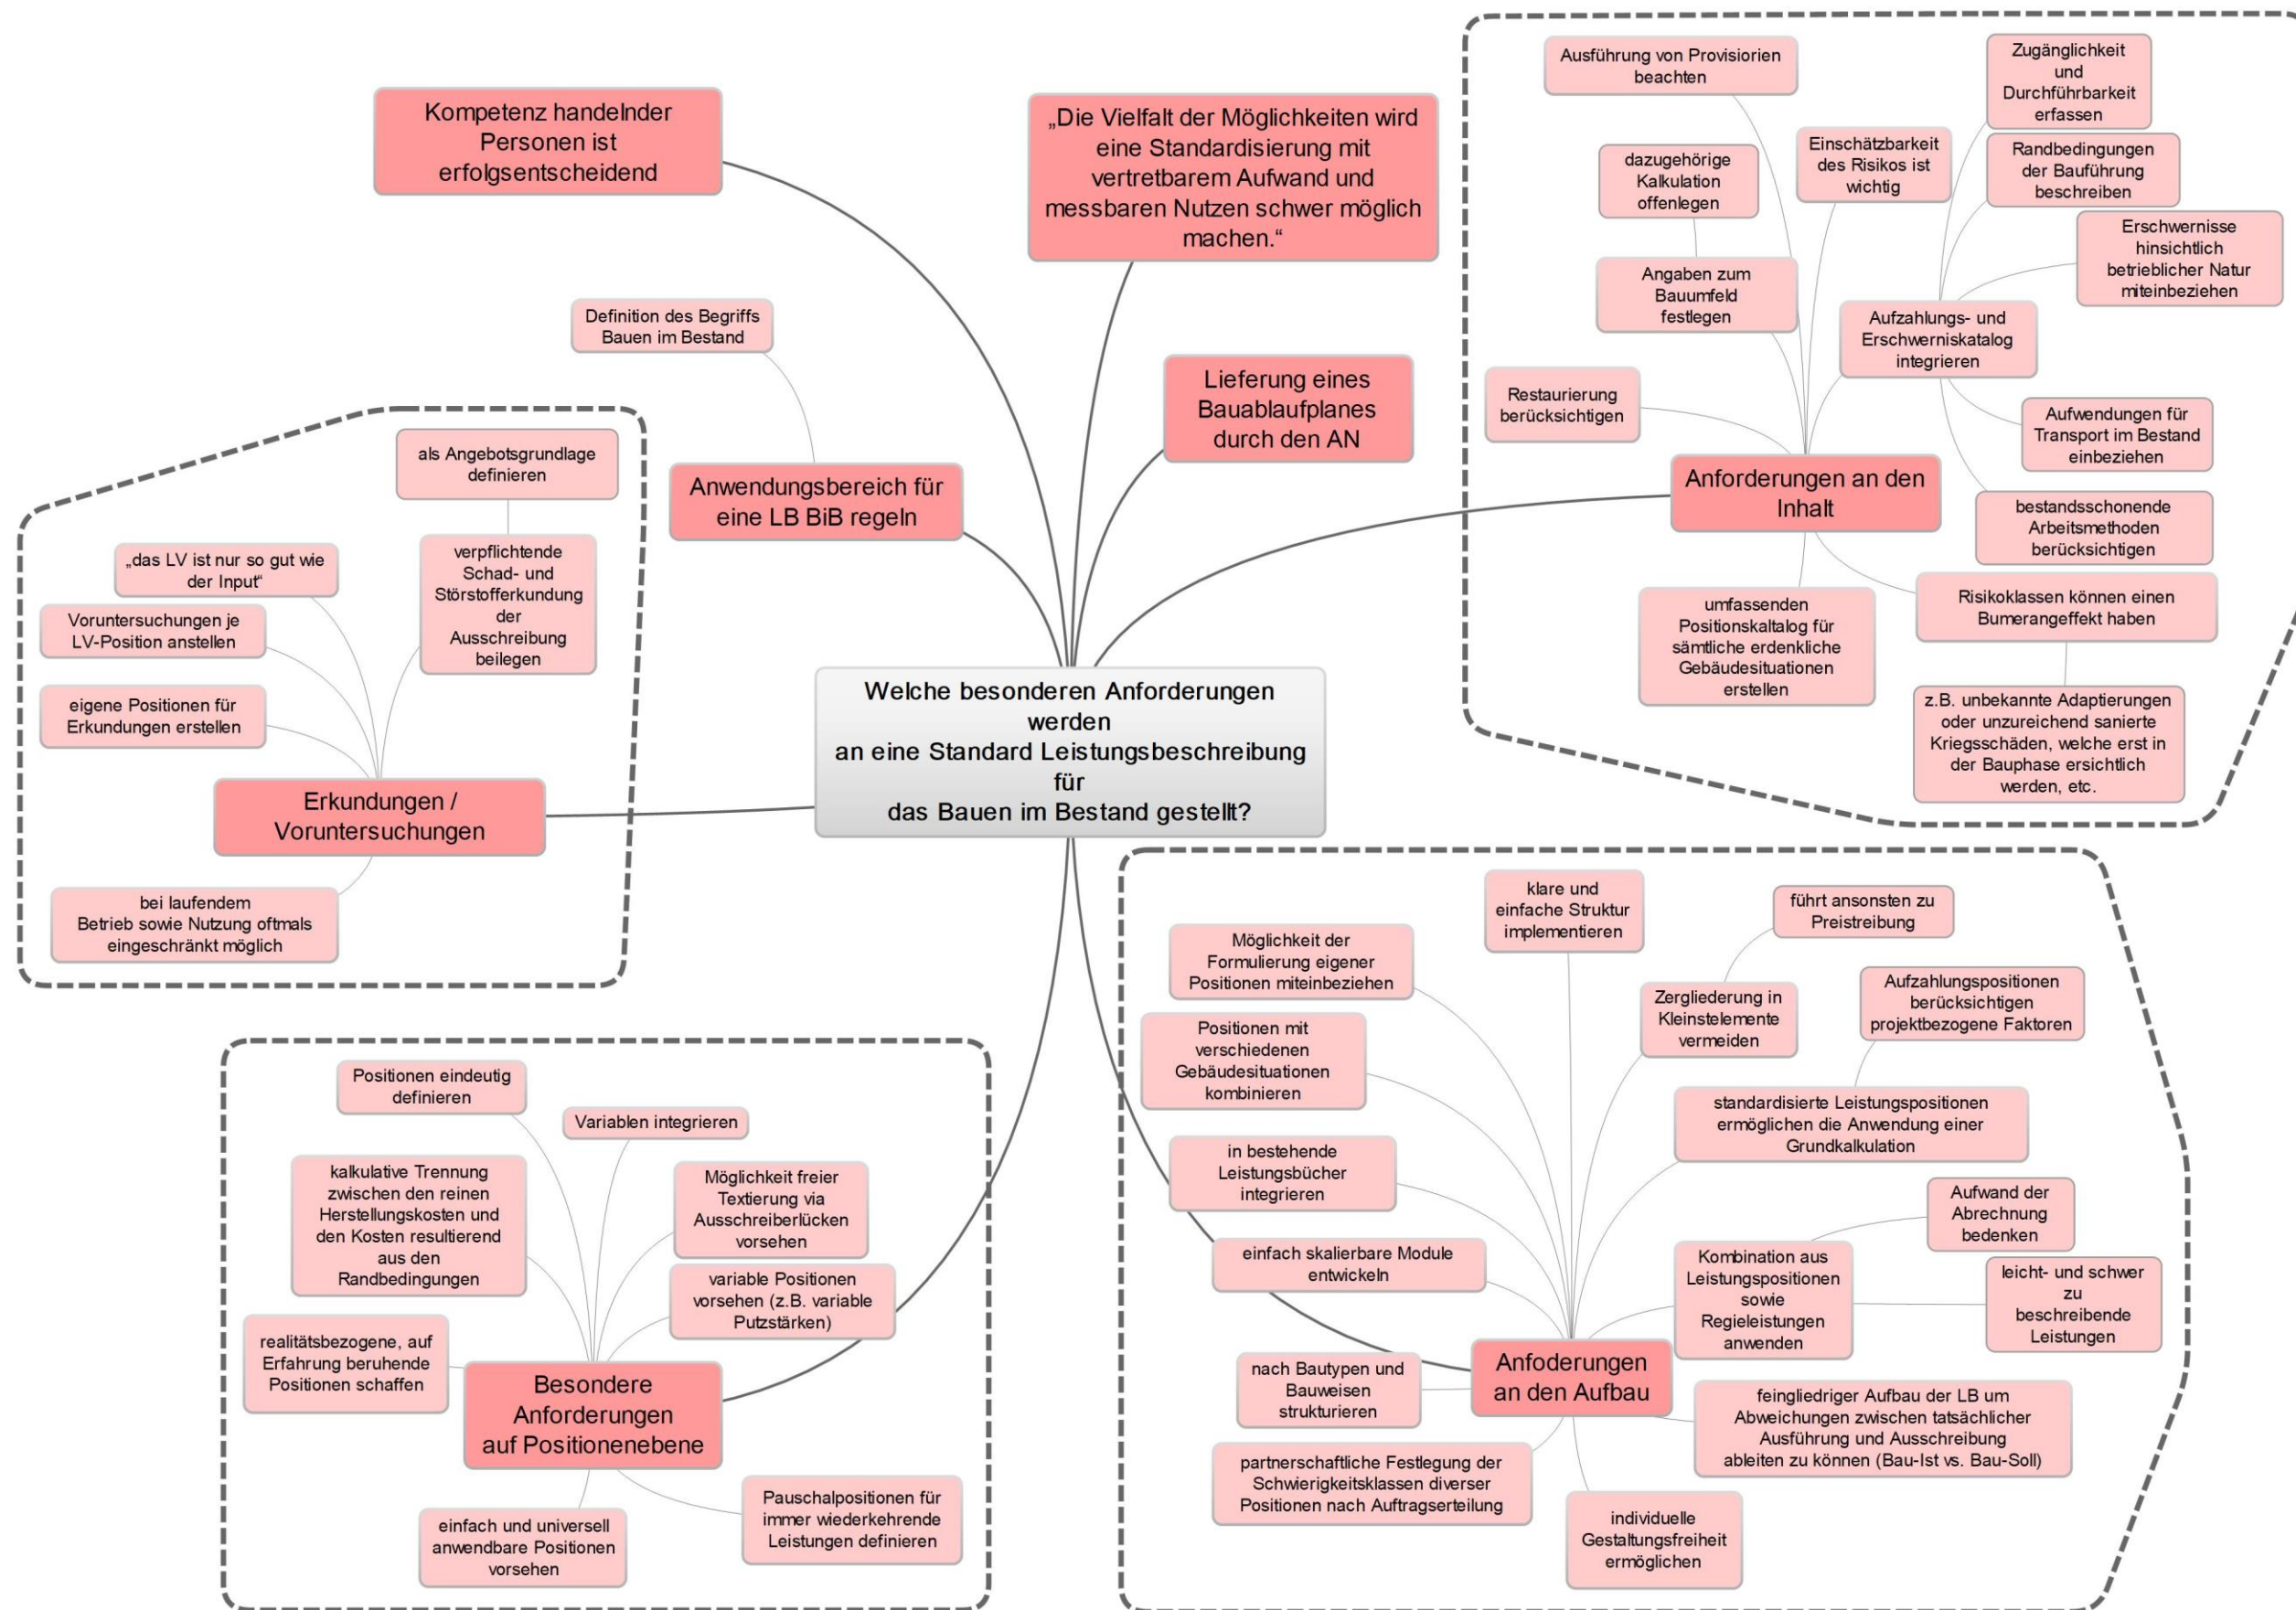 Kompetenz handelnder
Personen ist
erfolgsentscheidend
„Die Vielfalt der Möglichkeiten wird
eine Standardisierung mit
vertretbarem Aufwand und
messbaren Nutzen schwer möglich
machen.“
Definition des Begriffs
Bauen im Bestand
Anwendungsbereich für
eine LB BiB regeln
Lieferung eines
Bauablaufplanes
durch den AN
Ausführung von Provisiorien
beachten
dazugehörige
Kalkulation
offenlegen
Angaben zum
Bauumfeld
festlegen
Restaurierung
berücksichtigen
Einschätzbarkeit
des Risikos ist
wichtig
Zugänglichkeit
und
Durchführbarkeit
erfassen
Randbedingungen
der Bauführung
beschreiben
Erschwernisse
hinsichtlich
betrieblicher Natur
miteinbeziehen
Aufzahlungs- und
Erschwerniskatalog
integrieren
Aufwendungen für
Transport im Bestand
einbeziehen
bestandsschonende
Arbeitsmethoden
berücksichtigen
Anforderungen an den
Inhalt
umfassenden
Positionskaltalog für
sämtliche erdenkliche
Gebäudesituationen
erstellen
Risikoklassen können einen
Bumerangeffekt haben
z.B. unbekannte Adaptierungen
oder unzureichend sanierte
Kriegsschäden, welche erst in
der Bauphase ersichtlich
werden, etc.
als Angebotsgrundlage
definieren
verpflichtende
Schad- und
Störstofferkundung
der
Ausschreibung
beilegen
„das LV ist nur so gut wie
der Input“
Voruntersuchungen je
LV-Position anstellen
eigene Positionen für
Erkundungen erstellen
Erkundungen /
Voruntersuchungen
bei laufendem
Betrieb sowie Nutzung oftmals
eingeschränkt möglich
Welche besonderen Anforderungen
werden
an eine Standard Leistungsbeschreibung
für
das Bauen im Bestand gestellt?
Positionen eindeutig
definieren
Variablen integrieren
kalkulative Trennung
zwischen den reinen
Herstellungskosten und
den Kosten resultierend
aus den
Randbedingungen
Möglichkeit freier
Textierung via
Ausschreiberlücken
vorsehen
variable Positionen
vorsehen (z.B. variable
Putzstärken)
realitätsbezogene, auf
Erfahrung beruhende
Positionen schaffen
Besondere
Anforderungen
auf Positionenebene
einfach und universell
anwendbare Positionen
vorsehen
Pauschalpositionen für
immer wiederkehrende
Leistungen definieren
klare und
einfache Struktur
implementieren
führt ansonsten zu
Preistreibung
Möglichkeit der
Formulierung eigener
Positionen miteinbeziehen
Zergliederung in
Kleinstelemente
vermeiden
Aufzahlungspositionen
berücksichtigen
projektbezogene Faktoren
Positionen mit
verschiedenen
Gebäudesituationen
kombinieren
standardisierte Leistungspositionen
ermöglichen die Anwendung einer
Grundkalkulation
in bestehende
Leistungsbücher
integrieren
Aufwand der
Abrechnung
bedenken
einfach skalierbare Module
entwickeln
Kombination aus
Leistungspositionen
sowie
Regieleistungen
anwenden
leicht- und schwer
zu
beschreibende
Leistungen
Anfoderungen
an den Aufbau
nach Bautypen und
Bauweisen
strukturieren
feingliedriger Aufbau der LB um
Abweichungen zwischen tatsächlicher
Ausführung und Ausschreibung
ableiten zu können (Bau-Ist vs. Bau-Soll)
partnerschaftliche Festlegung der
Schwierigkeitsklassen diverser
Positionen nach Auftragserteilung
individuelle
Gestaltungsfreiheit
ermöglichen